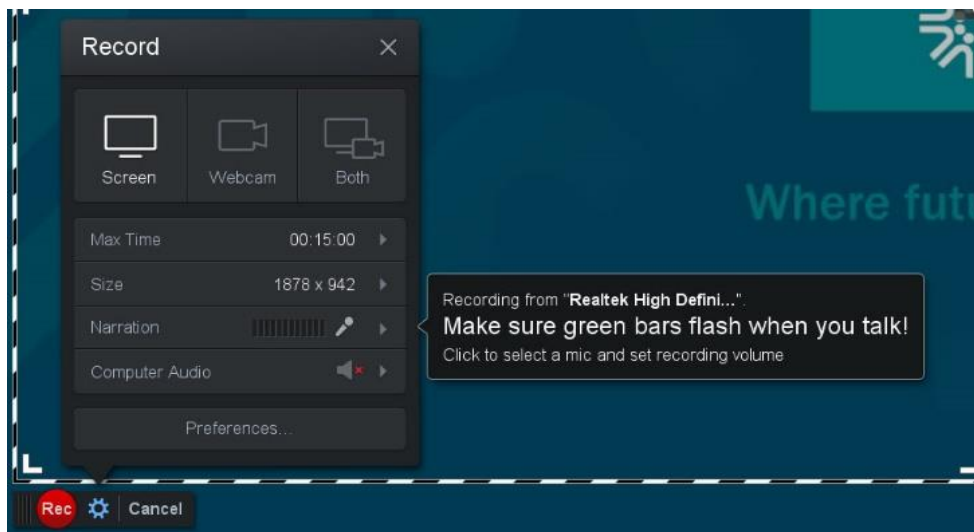 Record
Screen Webcam Both
Max Time 00:15:00
Size 1878 x 942
Narration
Computer Audio
Preferences...
Recording from "Realtek High Defini...".
Make sure green bars flash when you talk!
Click to select a mic and set recording volume
Where futu
Rec Cancel